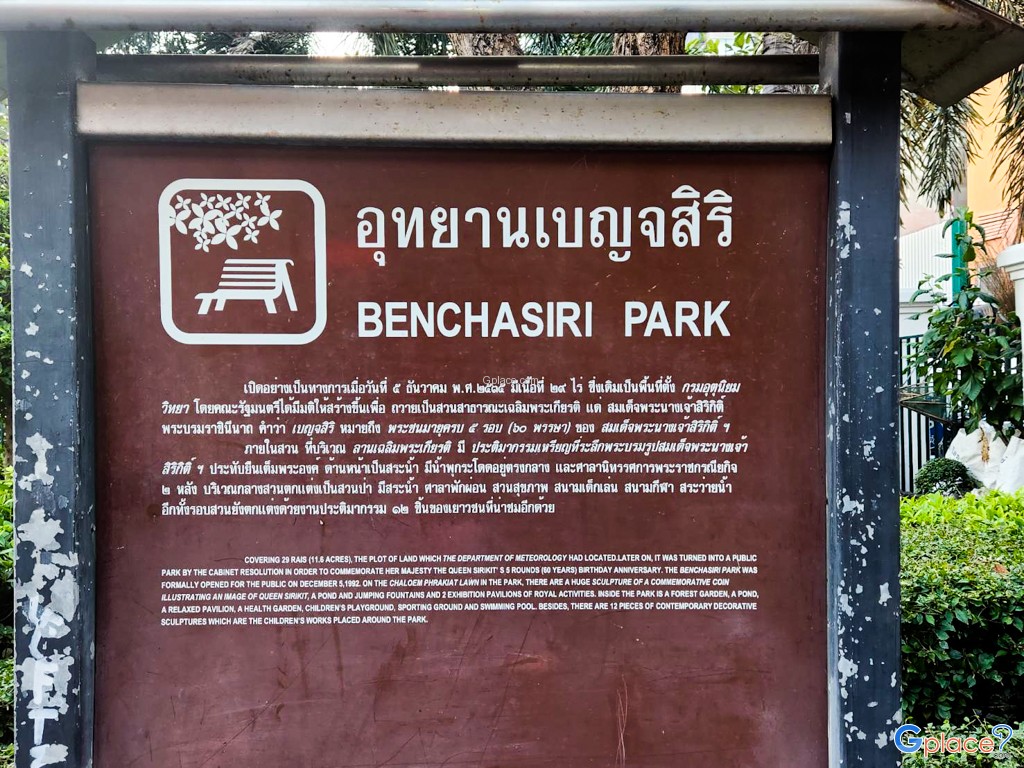 อุทยานเบญจสิริ
BENCHASIRI PARK
เปิดอย่างเป็นทางการเมื่อวันที่ ๕ ธันวาคม พ.ศ.๒๕๓๕ มีเนื้อที่ ๒๙ ไร่ ซึ่งเดิมเป็นพื้นที่ตั้ง กรมอุตุนิยม
วิทยา โดยคณะรัฐมนตรีได้มีมติให้สร้างขึ้นเพื่อ ถวายเป็นสวนสาธารณะเฉลิมพระเกียรติ แด่ สมเด็จพระนางเจ้าสิริกิติ์
พระบรมราชินีนาถ คำว่า เบญจสิริ หมายถึง พระชนมายุครบ ๕ รอบ (๖๐ พรรษา) ของ สมเด็จพระนางเจ้าสิริกิติ์ ฯ
ภายในสวน ที่บริเวณ ลานเฉลิมพระเกียรติ มี ประติมากรรมเหรียญที่ระลึกพระบรมรูปสมเด็จพระนางเจ้า
สิริกิติ์ ฯ ประทับยืนเต็มพระองค์ ด้านหน้าเป็นสระน้ำ มีน้ำพุกระโดดอยู่ตรงกลาง และศาลานิทรรศการพระราชกรณียกิจ
๒ หลัง บริเวณกลางสวนตกแต่งเป็นสวนป่า มีสระน้ำ ศาลาพักผ่อน สวนสุขภาพ สนามเด็กเล่น สนามกีฬา สระว่ายน้ำ
อีกทั้งรอบสวนยังตกแต่งด้วยงานประติมากรรม ๑๒ ชิ้นของเยาวชนที่น่าชมอีกด้วย
COVERING 29 RAIS (11.6 ACRES), THE PLOT OF LAND WHICH THE DEPARTMENT OF METEOROLOGY HAD LOCATED.LATER ON, IT WAS TURNED INTO A PUBLIC
PARK BY THE CABINET RESOLUTION IN ORDER TO COMMEMORATE HER MAJESTY THE QUEEN SIRIKIT' S 5 ROUNDS (60 YEARS) BIRTHDAY ANNIVERSARY. THE BENCHASIRI PARK WAS
FORMALLY OPENED FOR THE PUBLIC ON DECEMBER 5,1992. ON THE CHALOEM PHRAKIAT LAWN IN THE PARK, THERE ARE A HUGE SCULPTURE OF A COMMEMORATIVE COIN
ILLUSTRATING AN IMAGE OF QUEEN SIRIKIT, A POND AND JUMPING FOUNTAINS AND 2 EXHIBITION PAVILIONS OF ROYAL ACTIVITIES. INSIDE THE PARK IS A FOREST GARDEN, A POND,
A RELAXED PAVILION, A HEALTH GARDEN, CHILDREN'S PLAYGROUND, SPORTING GROUND AND SWIMMING POOL. BESIDES, THERE ARE 12 PIECES OF CONTEMPORARY DECORATIVE
SCULPTURES WHICH ARE THE CHILDREN'S WORKS PLACED AROUND THE PARK.
Gplace.com
Gplace